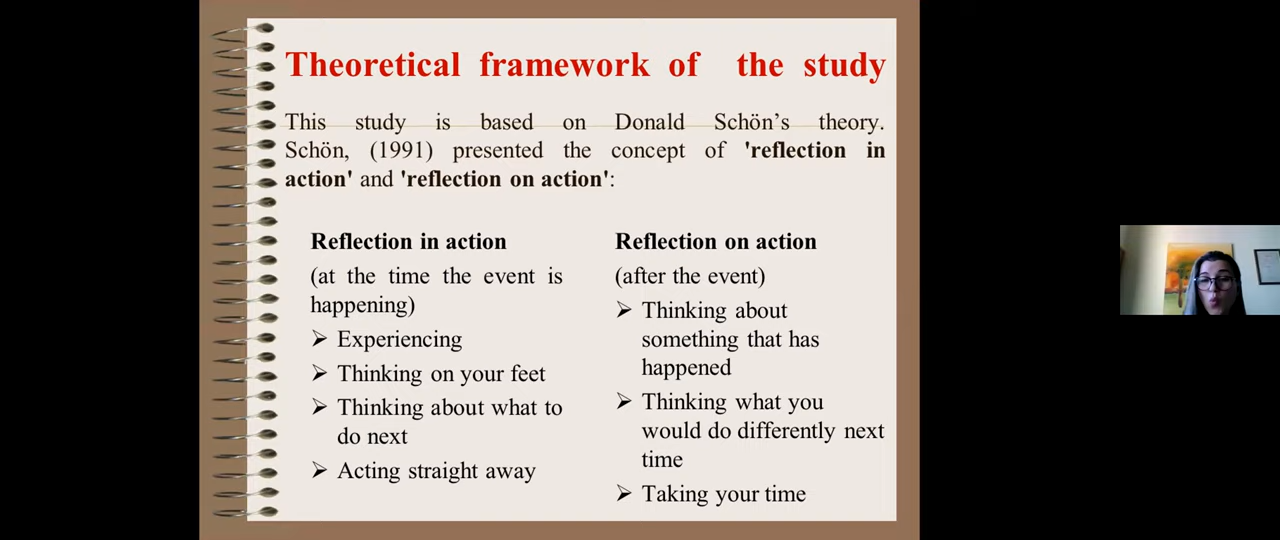 Theoretical framework of the study
This study is based on Donald Schön's theory.
Schön, (1991) presented the concept of 'reflection in
action' and 'reflection on action':
Reflection in action
(at the time the event is
happening)
➢ Experiencing
➢ Thinking on your feet
➢ Thinking about what to
do next
➢ Acting straight away
Reflection on action
(after the event)
➢ Thinking about
something that has
happened
➢ Thinking what you
would do differently next
time
➢ Taking your time